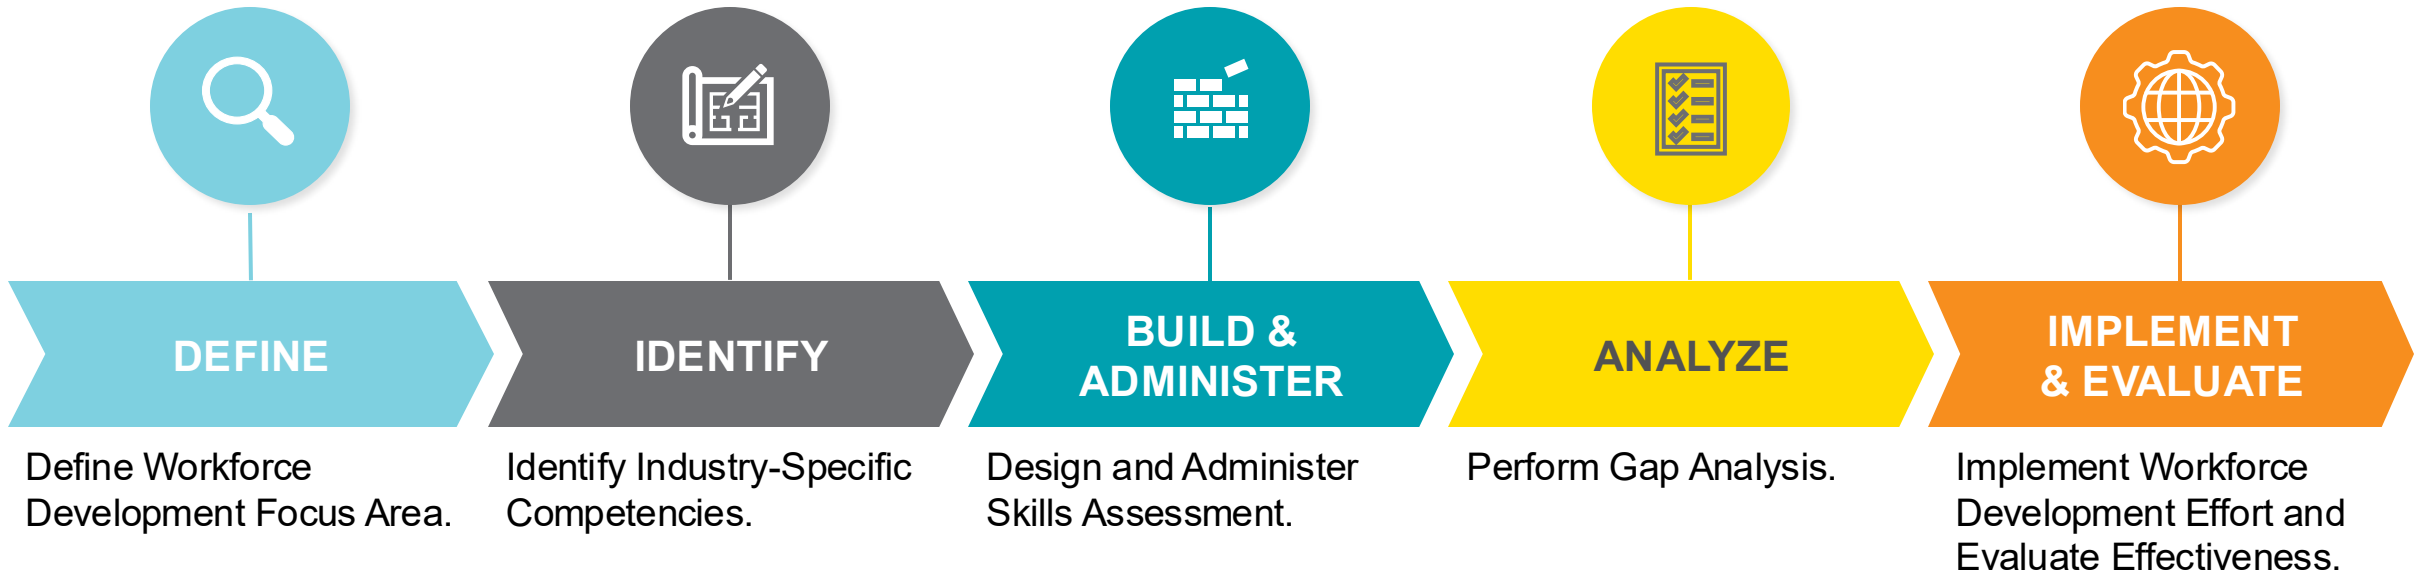 DEFINE
Define Workforce
Development Focus Area.
IDENTIFY
Identify Industry-Specific
Competencies.
BUILD &
ADMINISTER
Design and Administer
Skills Assessment.
ANALYZE
Perform Gap Analysis.
IMPLEMENT
& EVALUATE
Implement Workforce
Development Effort and
Evaluate Effectiveness.